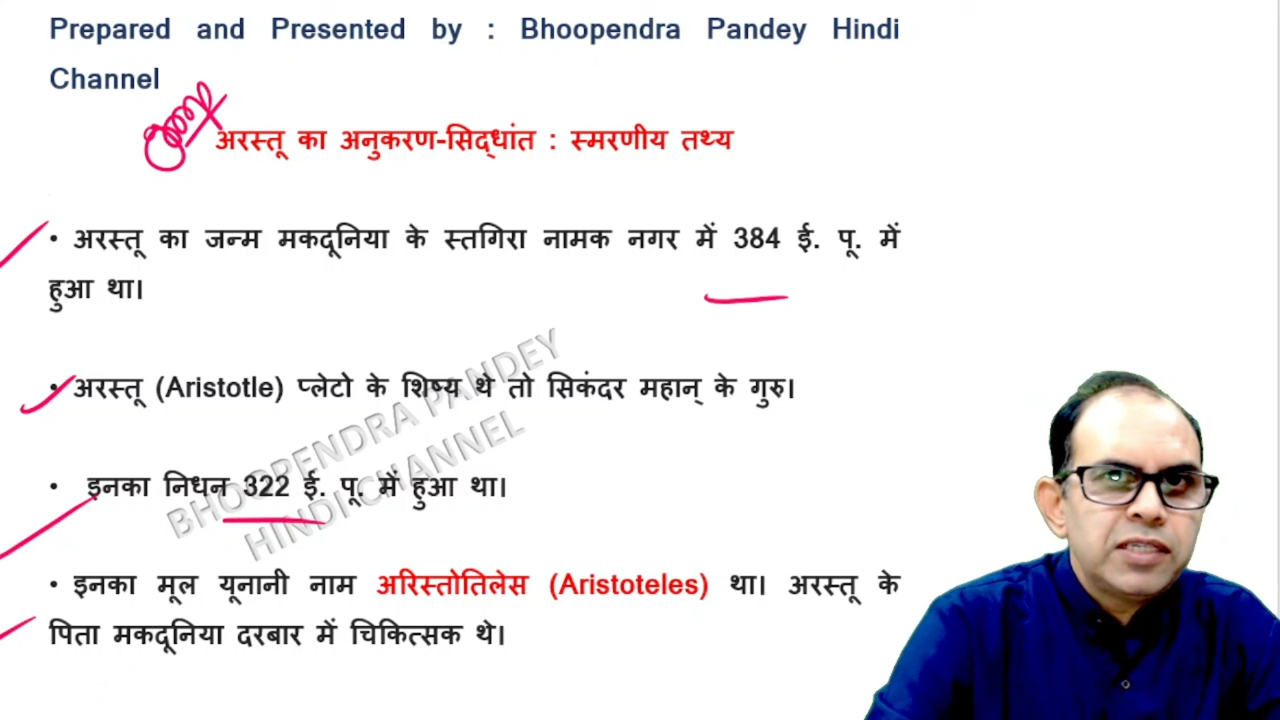 Prepared and Presented by : Bhoopendra Pandey Hindi
Channel
अरस्तू का अनुकरण-सिद्धांत : स्मरणीय तथ्य
• अरस्तू का जन्म मकदूनिया के स्तगिरा नामक नगर में 384 ई. पू. में
हुआ था।
• अरस्तू (Aristotle) प्लेटो के शिष्य थे तो सिकंदर महान् के गुरु।
• इनका निधन 322 ई. पू. में हुआ था।
• इनका मूल यूनानी नाम अरिस्तोतिलेस (Aristoteles) था। अरस्तू के
पिता मकदूनिया दरबार में चिकित्सक थे।
BHOOPENDRA PANDEY
HINDI CHANNEL